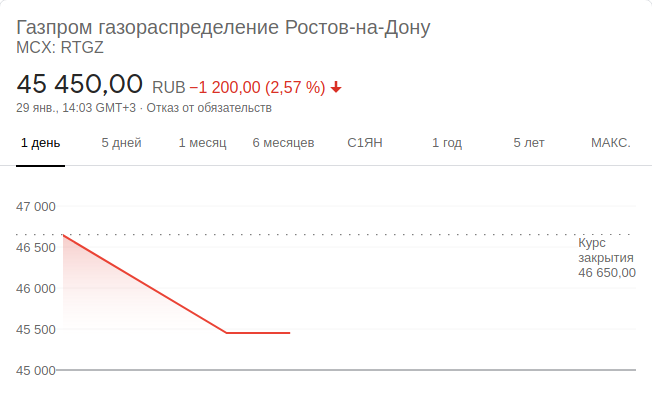 Газпром газораспределение Ростов-на-Дону
MCX: RTGZ
45 450,00 RUB −1 200,00 (2,57 %)
29 янв., 14:03 GMT+3 · Отказ от обязательств
1 день 5 дней 1 месяц 6 месяцев С1ЯН 1 год 5 лет МАКС.
47 000
46 500
Курс
закрытия
46 650,00
46 000
45 500
45 000